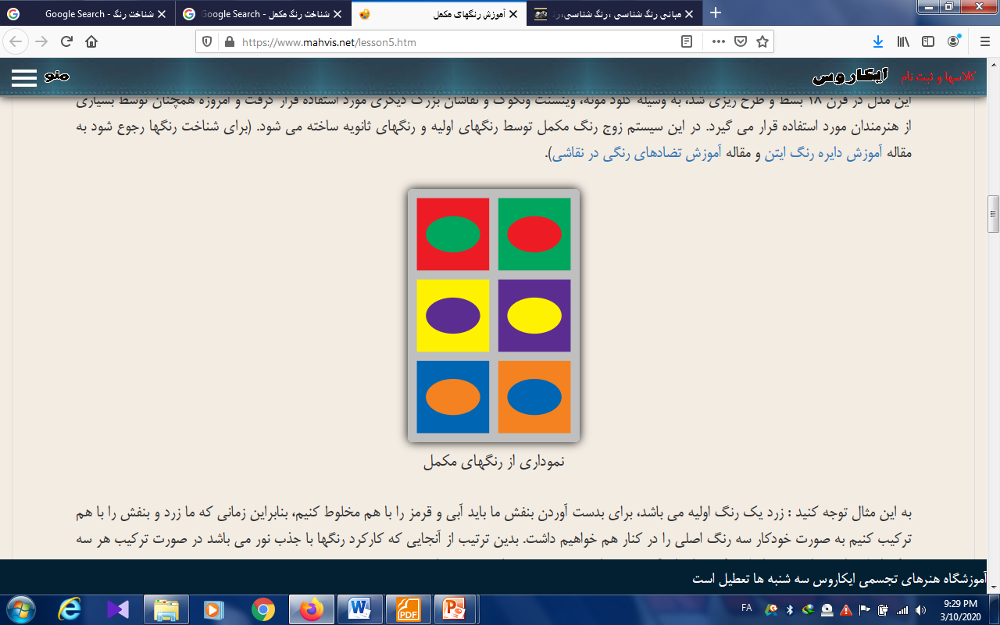 شناخت رنگ - Google Search
شناخت رنگ مکمل - Google Search
آموزش رنگهای مکمل
مبانی رنگ شناسی ،رنگ شناسی،
https://www.mahvis.net/lesson5.htm
منو
ایکاروس
کلاسها و ثبت نام
این مدل در قرن ۱۸ بسط و طرح ریزی شد، به وسیله کلود مونه، وینسنت ونگوگ و نقاشان بزرگ دیگری مورد استفاده قرار گرفت و امروزه همچنان توسط بسیاری
از هنرمندان مورد استفاده قرار می گیرد. در این سیستم زوج رنگ مکمل توسط رنگهای اولیه و رنگهای ثانویه ساخته می شود. (برای شناخت رنگها رجوع شود به
مقاله آموزش دایره رنگ ایتن و مقاله آموزش تضادهای رنگی در نقاشی).
نموداری از رنگهای مکمل
به این مثال توجه کنید : زرد یک رنگ اولیه می باشد، برای بدست آوردن بنفش ما باید آبی و قرمز را با هم مخلوط کنیم، بنابراین زمانی که ما زرد و بنفش را با هم
ترکیب کنیم به صورت خودکار سه رنگ اصلی را در کنار هم خواهیم داشت. بدین ترتیب از آنجایی که کارکرد رنگها با جذب نور می باشد در صورت ترکیب هر سه
آموزشگاه هنرهای تجسمی ایکاروس سه شنبه ها تعطیل است
FA
9:29 PM
3/10/2020